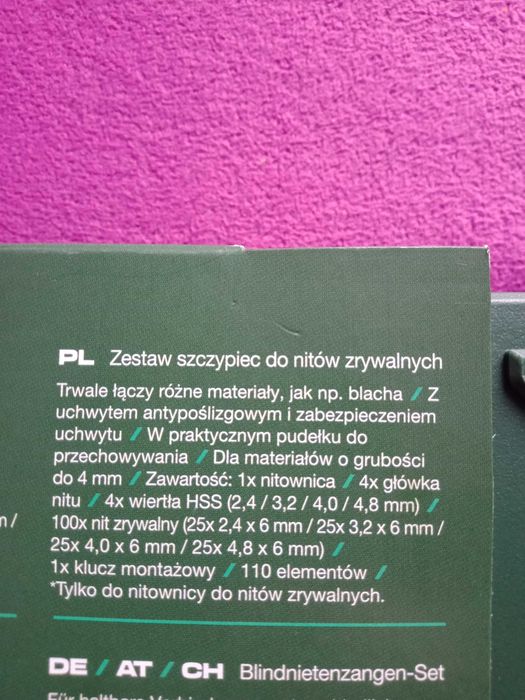 PL Zestaw szczypiec do nitów zrywalnych
Trwale łączy różne materiały, jak np. blacha / Z
uchwytem antypoślizgowym i zabezpieczeniem
uchwytu / W praktycznym pudełku do
przechowywania / Dla materiałów o grubości
do 4 mm / Zawartość: 1x nitownica / 4x główka
nitu / 4x wiertła HSS (2,4 / 3,2 / 4,0 / 4,8 mm) /
100x nit zrywalny (25x 2,4 x 6 mm / 25x 3,2 x 6 mm /
25x 4,0 x 6 mm / 25x 4,8 x 6 mm) /
1x klucz montażowy / 110 elementów /
*Tylko do nitownicy do nitów zrywalnych.
DE / AT / CH Blindnietenzangen-Set